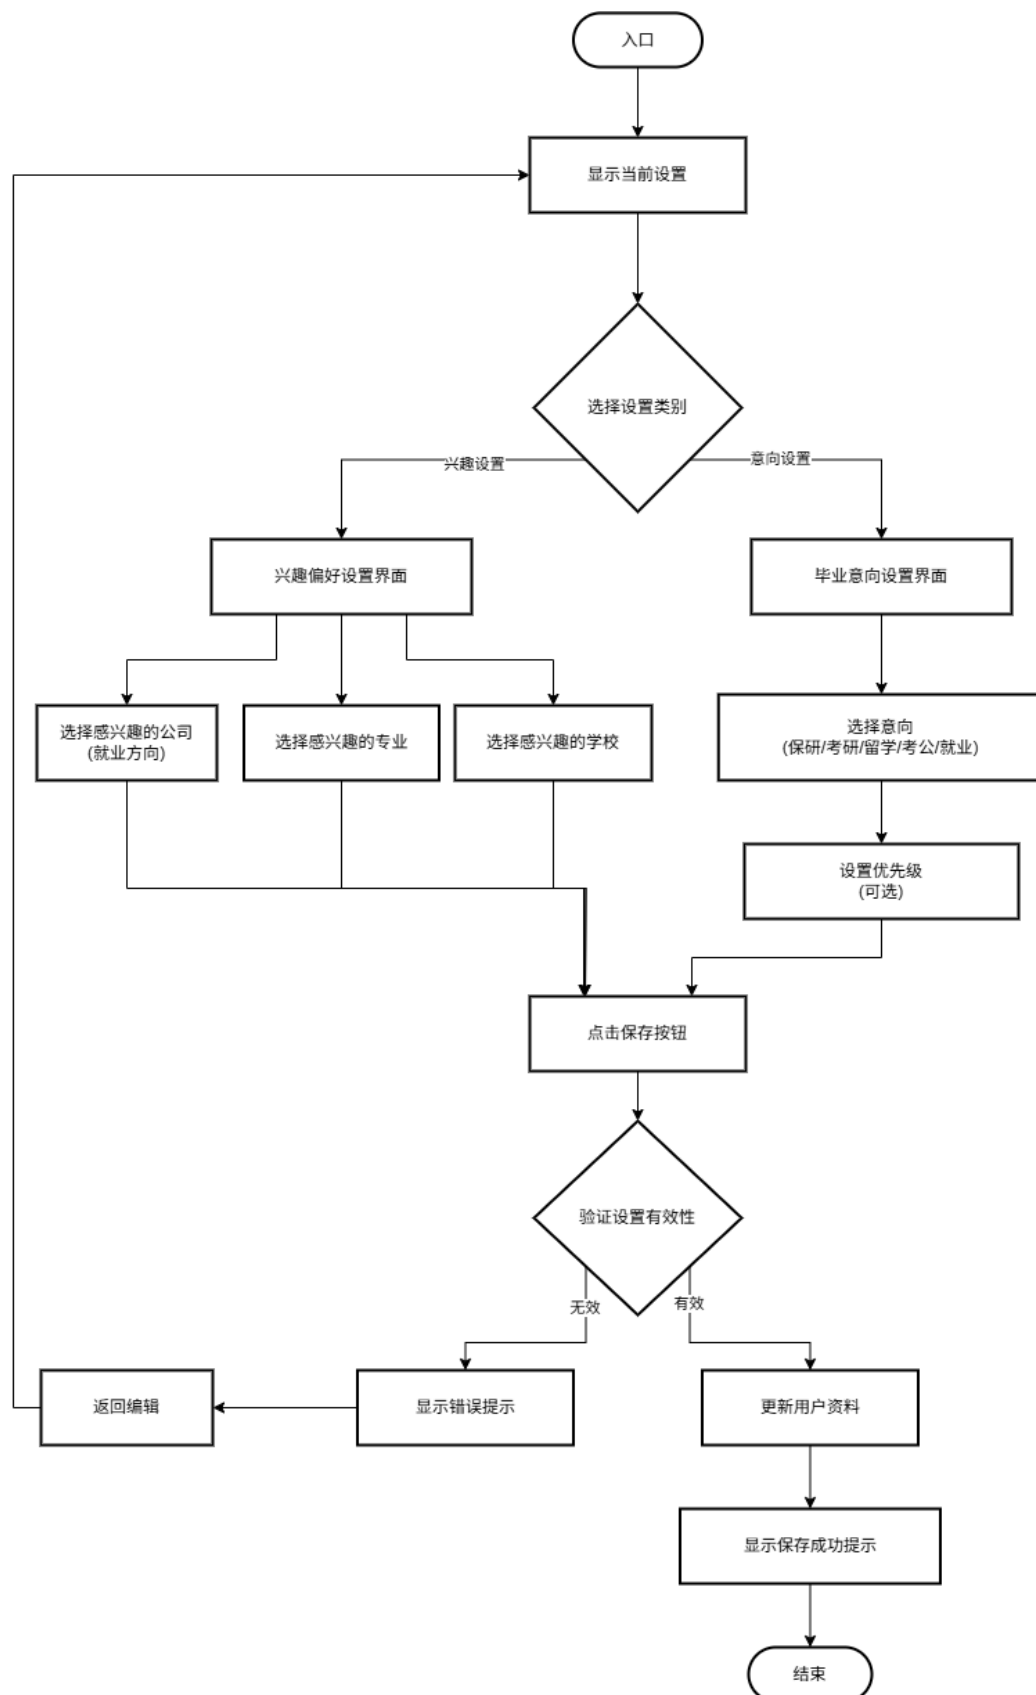 入口
显示当前设置
选择设置类别
兴趣设置
意向设置
兴趣偏好设置界面
毕业意向设置界面
选择感兴趣的公司
(就业方向)
选择感兴趣的专业
选择感兴趣的学校
选择意向
(保研/考研/留学/考公/就业)
设置优先级
(可选)
点击保存按钮
验证设置有效性
无效
有效
返回编辑
显示错误提示
更新用户资料
显示保存成功提示
结束